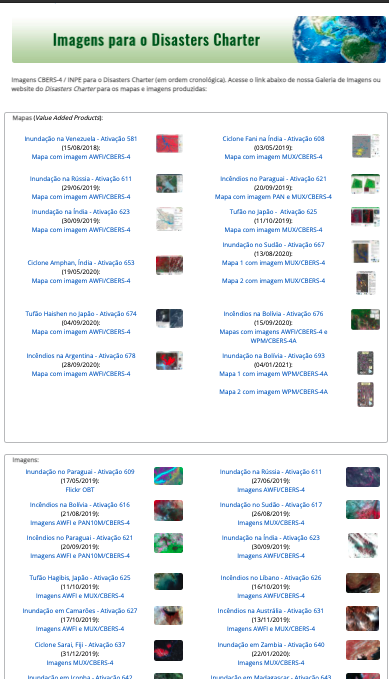 Imagens para o Disasters Charter
Imagens CBERS-4 / INPE para o Disasters Charter (em ordem cronológica). Acesse o link abaixo de nossa Galeria de Imagens ou
website do Disasters Charter para os mapas e imagens produzidas:
Mapas (Value Added Products):
Inundação na Venezuela - Ativação 581
(15/08/2018):
Mapa com imagem AWFI/CBERS-4
Ciclone Fani na Índia - Ativação 608
(03/05/2019):
Mapa com imagem MUX/CBERS-4
Inundação na Rússia - Ativação 611
(29/06/2019):
Mapa com imagem AWFI/CBERS-4
Incêndios no Paraguai - Ativação 621
(20/09/2019):
Mapa com imagem PAN e MUX/CBERS-4
Inundação na Índia - Ativação 623
(30/09/2019):
Mapa com imagem AWFI/CBERS-4
Tufão no Japão - Ativação 625
(11/10/2019):
Mapa com imagem MUX/CBERS-4
Inundação no Sudão - Ativação 667
(13/08/2020):
Mapa 1 com imagem MUX/CBERS-4
Mapa 2 com imagem MUX/CBERS-4
Ciclone Amphan, Índia - Ativação 653
(19/05/2020):
Mapa com imagem AWFI/CBERS-4
Tufão Haishen no Japão - Ativação 674
(04/09/2020):
Mapa com imagem AWFI/CBERS-4
Incêndios na Bolívia - Ativação 676
(15/09/2020):
Mapas com imagens AWFI/CBERS-4 e
WPM/CBERS-4A
Incêndios na Argentina - Ativação 678
(28/09/2020):
Mapa com imagem AWFI/CBERS-4
Inundação na Bolívia - Ativação 693
(04/01/2021):
Mapa 1 com imagem WPM/CBERS-4A
Mapa 2 com imagem WPM/CBERS-4A
Imagens:
Inundação no Paraguai - Ativação 609
(17/05/2019):
Flickr OBT
Inundação na Rússia - Ativação 611
(27/06/2019):
Imagens AWFI/CBERS-4
Incêndios na Bolívia - Ativação 616
(21/08/2019):
Imagens AWFI e PAN10M/CBERS-4
Inundação no Sudão - Ativação 617
(26/08/2019):
Imagens MUX/CBERS-4
Incêndios no Paraguai - Ativação 621
(20/09/2019):
Imagens AWFI e PAN10M/CBERS-4
Inundação na Índia - Ativação 623
(30/09/2019):
Imagens AWFI/CBERS-4
Tufão Hagibis, Japão - Ativação 625
(11/10/2019):
Imagens AWFI e MUX/CBERS-4
Incêndios no Líbano - Ativação 626
(16/10/2019):
Imagens AWFI/CBERS-4
Inundação em Camarões - Ativação 627
(17/10/2019):
Imagens AWFI e MUX/CBERS-4
Incêndios na Austrália - Ativação 631
(13/11/2019):
Imagens AWFI e MUX/CBERS-4
Ciclone Sarai, Fiji - Ativação 637
(31/12/2019):
Imagens MUX/CBERS-4
Inundação em Zambia - Ativação 640
(22/01/2020):
Imagens MUX/CBERS-4
Inundação em Iconha - Ativação 642
Inundação em Madagascar - Ativação 643